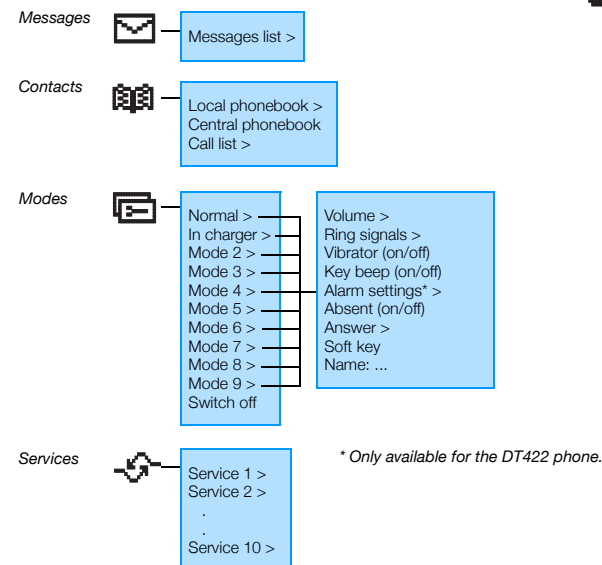 Messages
Messages list >
Contacts
Local phonebook >
Central phonebook
Call list >
Modes
Normal >
In charger >
Mode 2 >
Mode 3 >
Mode 4 >
Mode 5 >
Mode 6 >
Mode 7 >
Mode 8 >
Mode 9 >
Switch off
Volume >
Ring signals >
Vibrator (on/off)
Key beep (on/off)
Alarm settings* >
Absent (on/off)
Answer >
Soft key
Name: ...
Services
Service 1 >
Service 2 >
.
.
Service 10 >
* Only available for the DT422 phone.